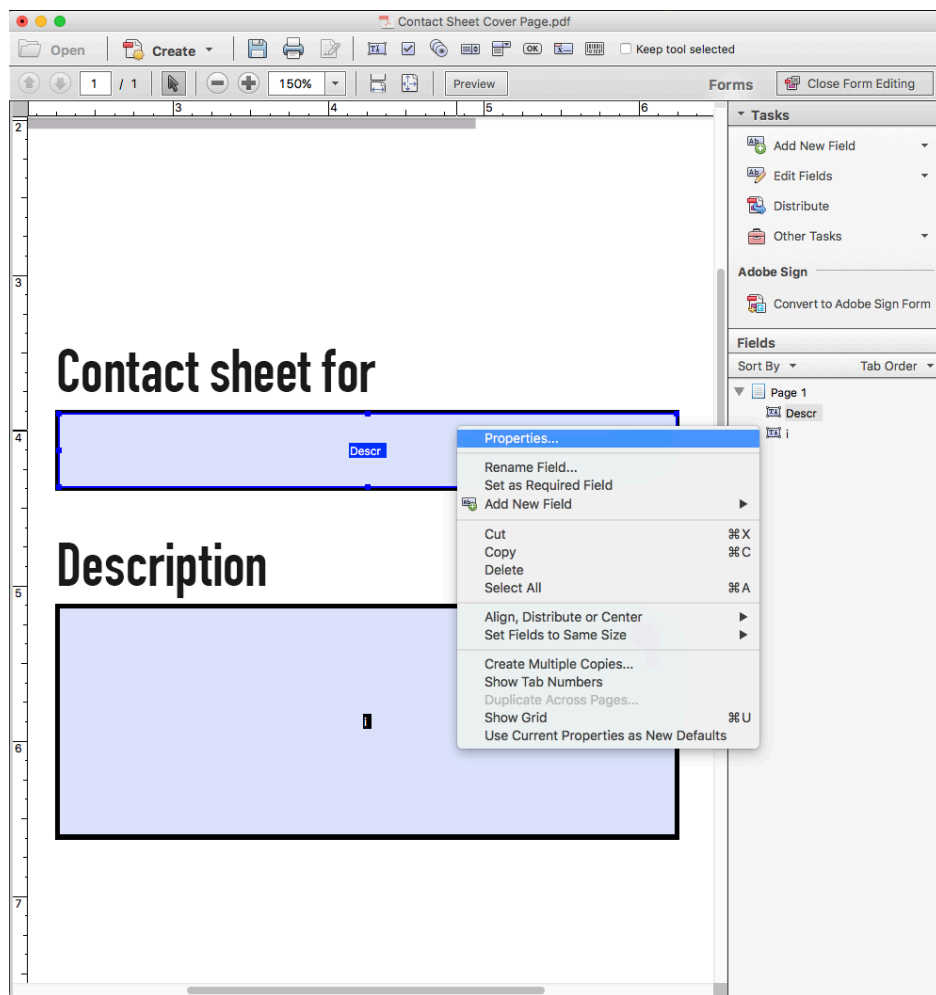 Contact Sheet Cover Page.pdf
Open Create OK Keep tool selected
1 / 1 150% Preview Forms Close Form Editing
3 4 5 6
2
3
4
5
6
7
Contact sheet for
Descr
Description
i
Properties...
Rename Field...
Set as Required Field
Add New Field
Cut ⌘X
Copy ⌘C
Delete
Select All ⌘A
Align, Distribute or Center
Set Fields to Same Size
Create Multiple Copies...
Show Tab Numbers
Duplicate Across Pages...
Show Grid ⌘U
Use Current Properties as New Defaults
Tasks
Add New Field
Edit Fields
Distribute
Other Tasks
Adobe Sign
Convert to Adobe Sign Form
Fields
Sort By Tab Order
Page 1
Descr
i